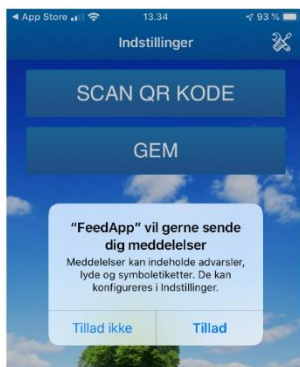 App Store 13.34 93 %
Indstillinger
SCAN QR KODE
GEM
“FeedApp” vil gerne sende
dig meddelelser
Meddelelser kan indeholde advarsler,
lyde og symboletiketter. De kan
konfigureres i Indstillinger.
Tillad ikke Tillad